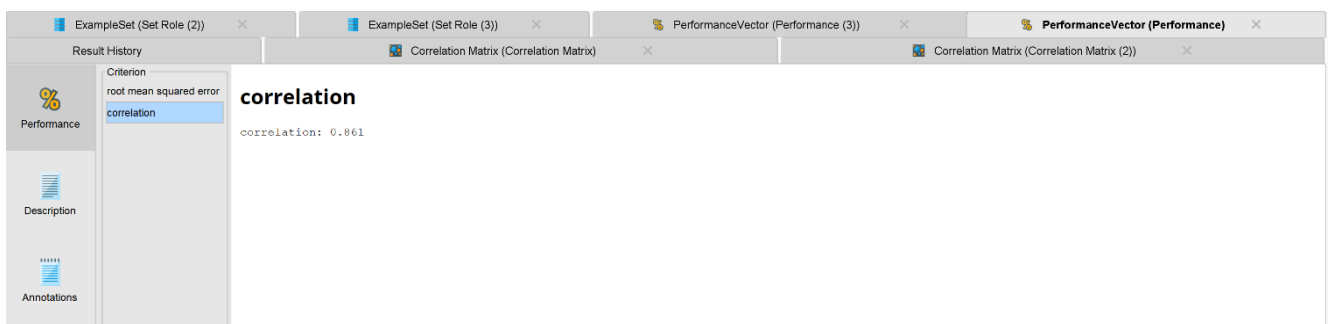 ExampleSet (Set Role (2))
ExampleSet (Set Role (3))
PerformanceVector (Performance (3))
PerformanceVector (Performance)
Result History
Correlation Matrix (Correlation Matrix)
Correlation Matrix (Correlation Matrix (2))
Criterion
root mean squared error
correlation
Performance
Description
Annotations
correlation
correlation: 0.861